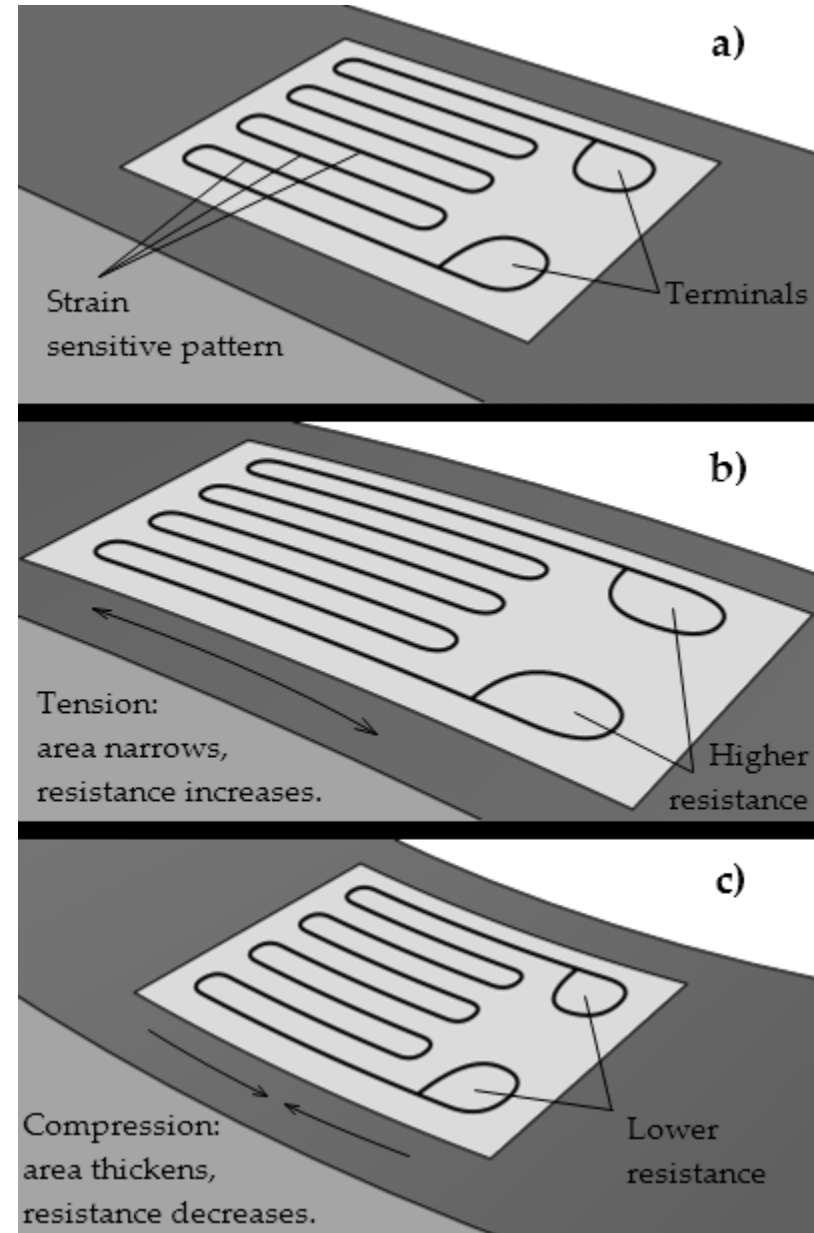 a)
Strain
sensitive pattern
Terminals
b)
Tension:
area narrows,
resistance increases.
Higher
resistance
c)
Compression:
area thickens,
resistance decreases.
Lower
resistance